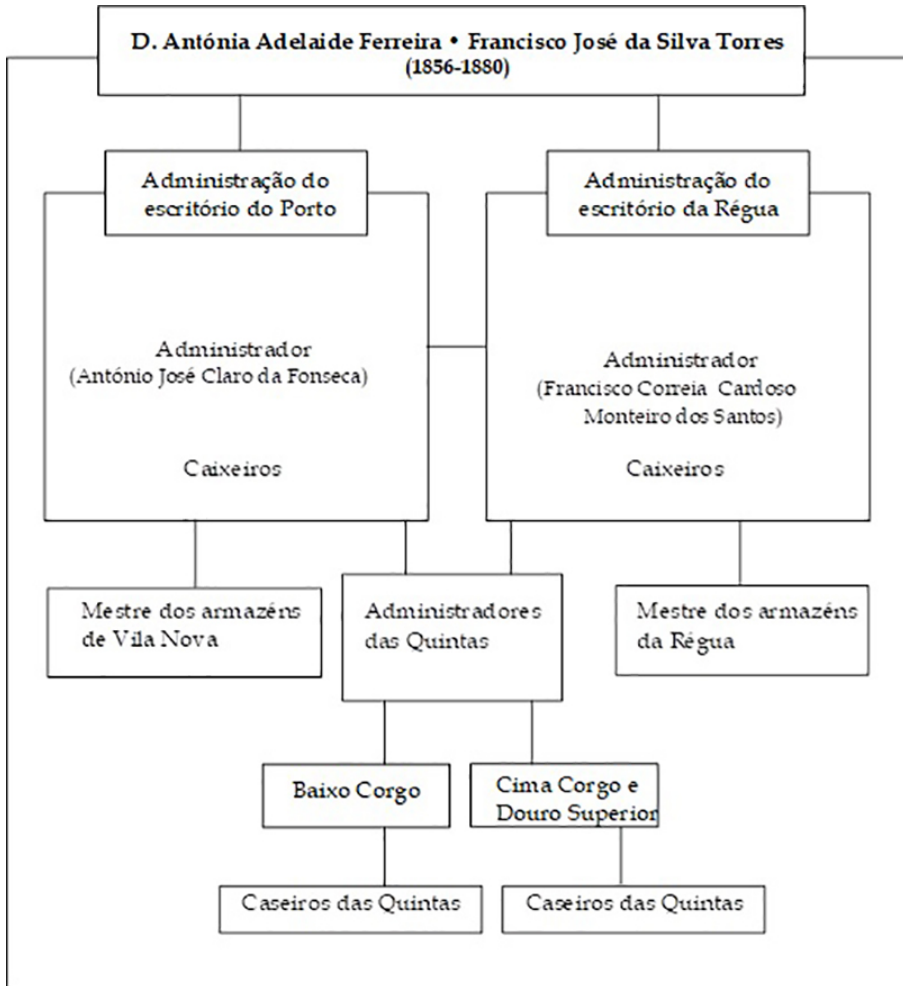 D. Antónia Adelaide Ferreira • Francisco José da Silva Torres
(1856-1880)
Administração do
escritório do Porto
Administração do
escritório da Régua
Administrador
(António José Claro da Fonseca)
Caixeiros
Administrador
(Francisco Correia Cardoso
Monteiro dos Santos)
Caixeiros
Mestre dos armazéns
de Vila Nova
Administradores
das Quintas
Mestre dos armazéns
da Régua
Baixo Corgo
Cima Corgo e
Douro Superior
Caseiros das Quintas
Caseiros das Quintas